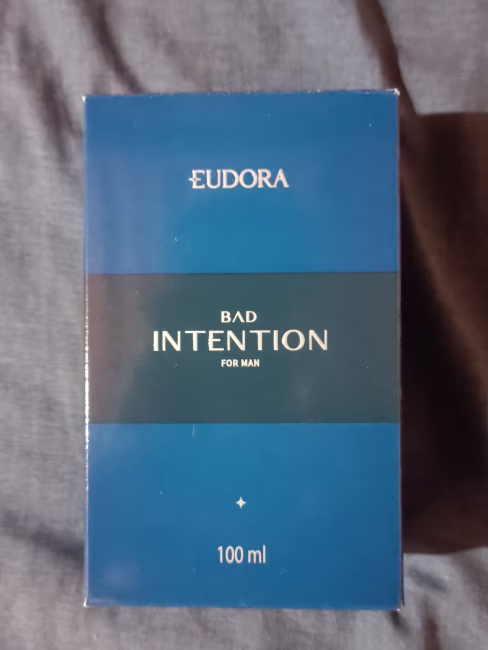 EUDORA
BAD
INTENTION
FOR MAN
100 ml